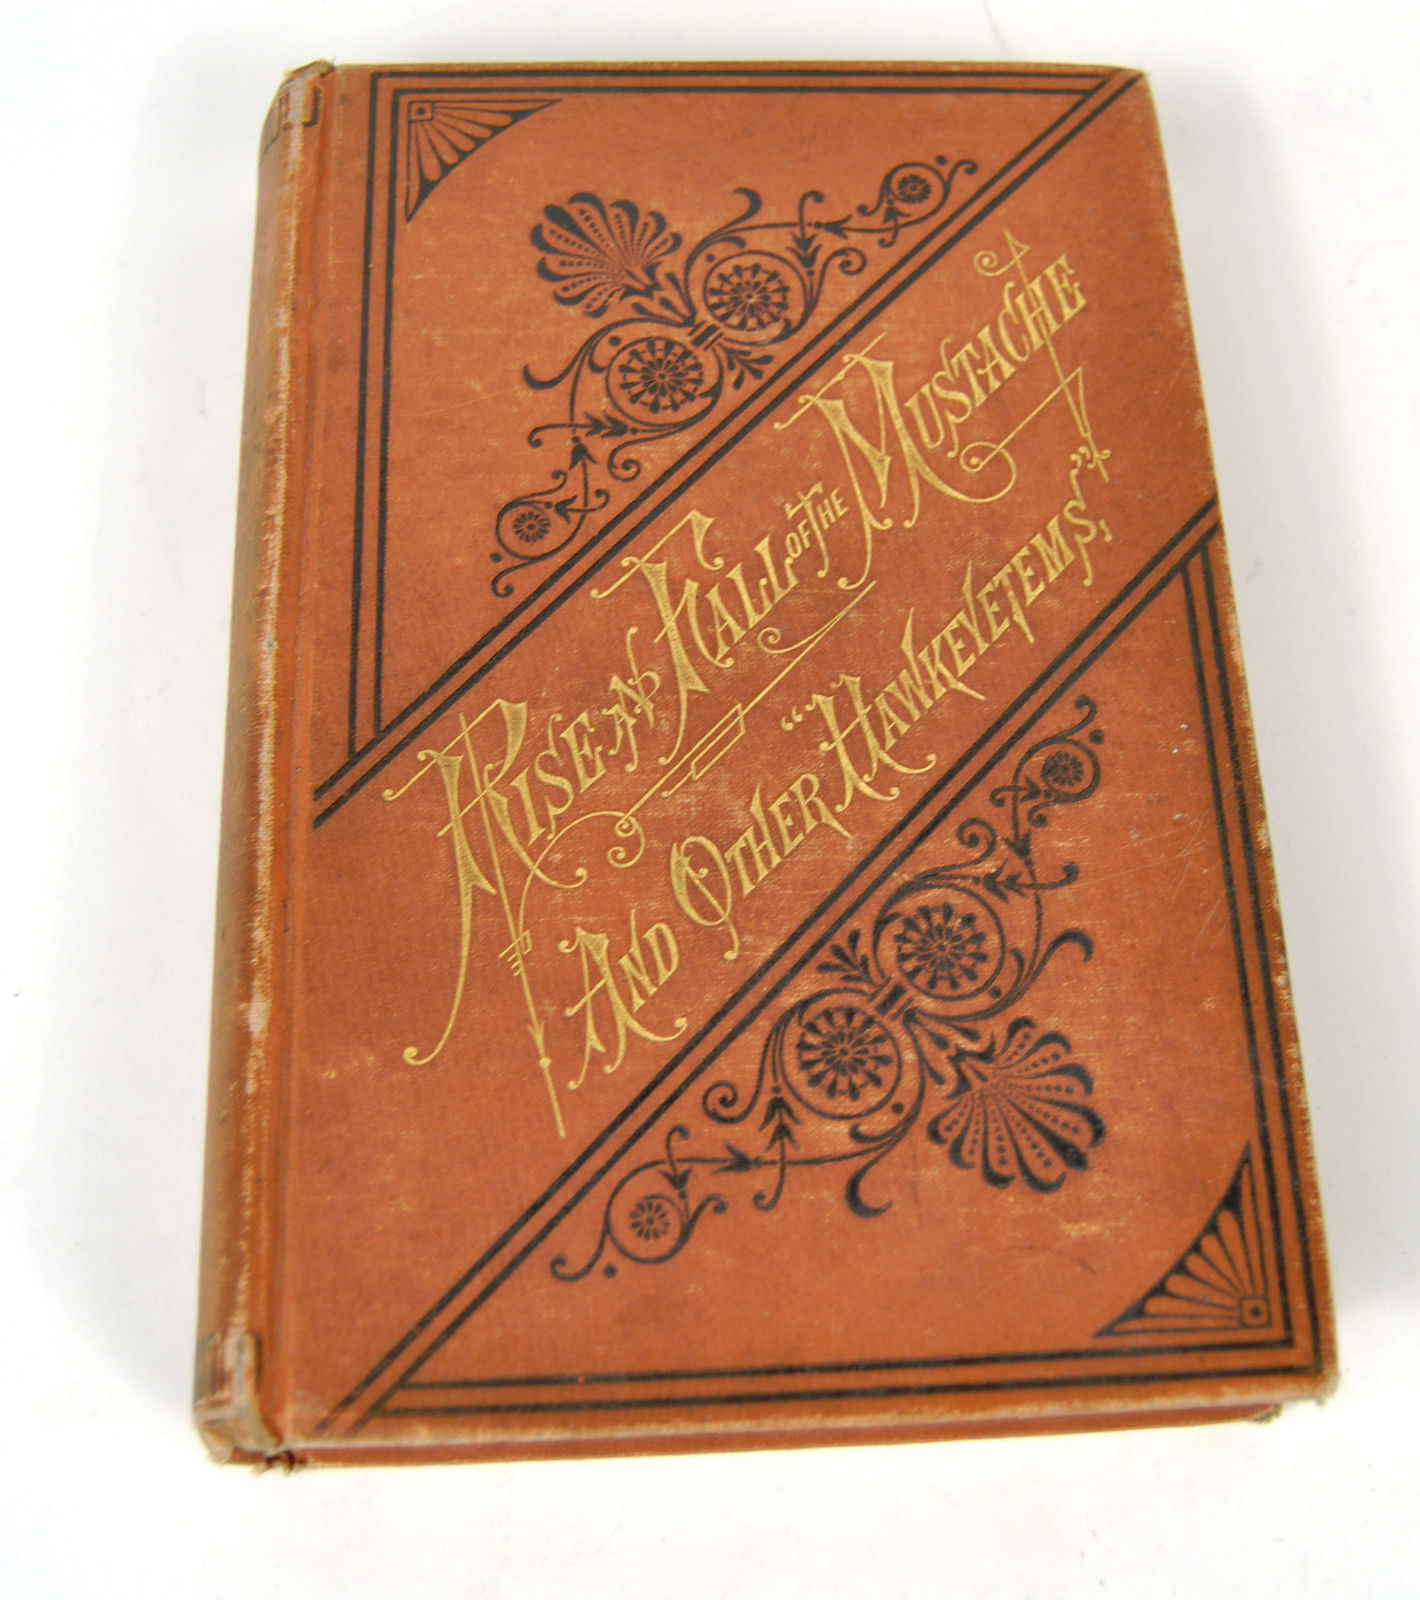 RISE AND FALL OF THE MUSTACHE
AND OTHER "HAWKEYETEMS,"